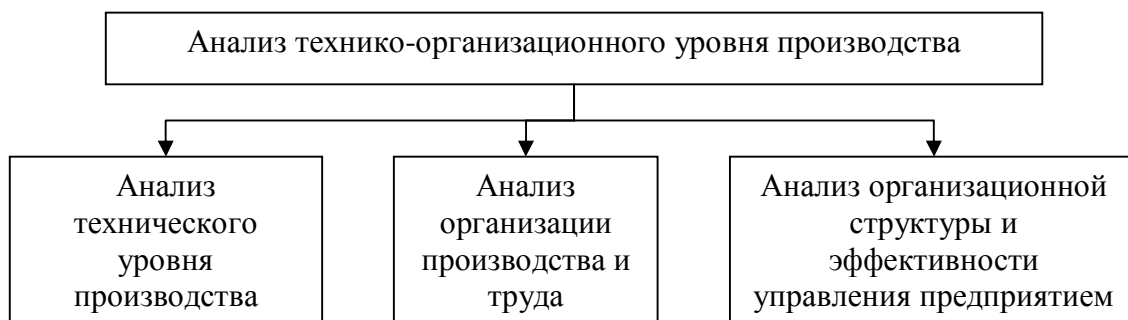 Анализ технико-организационного уровня производства
Анализ
технического
уровня
производства
Анализ
организации
производства и
труда
Анализ организационной
структуры и
эффективности
управления предприятием